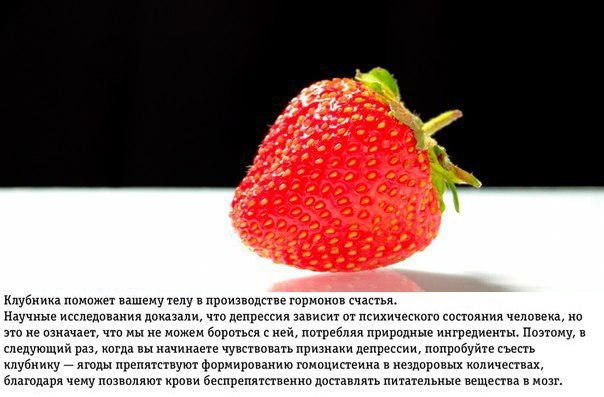 Клубника поможет вашему телу в производстве гормонов счастья.
Научные исследования доказали, что депрессия зависит от психического состояния человека, но
это не означает, что мы не можем бороться с ней, потребляя природные ингредиенты. Поэтому, в
следующий раз, когда вы начинаете чувствовать признаки депрессии, попробуйте съесть
клубнику — ягоды препятствуют формированию гомоцистеина в нездоровых количествах,
благодаря чему позволяют крови беспрепятственно доставлять питательные вещества в мозг.